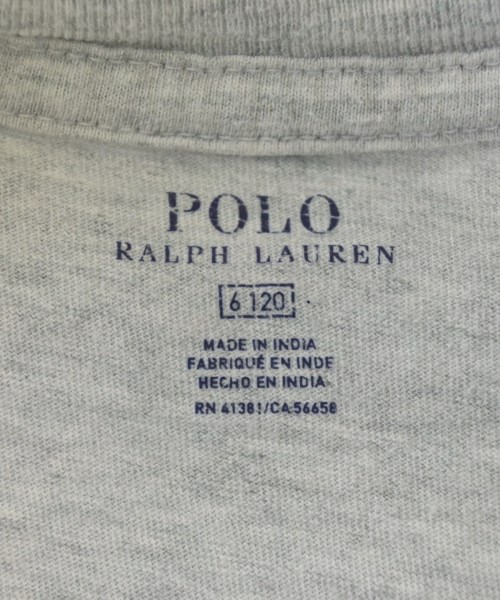 POLO
RALPH LAUREN
6 120
MADE IN INDIA
FABRIQUÉ EN INDE
HECHO EN INDIA
RN 41381/CA 56658